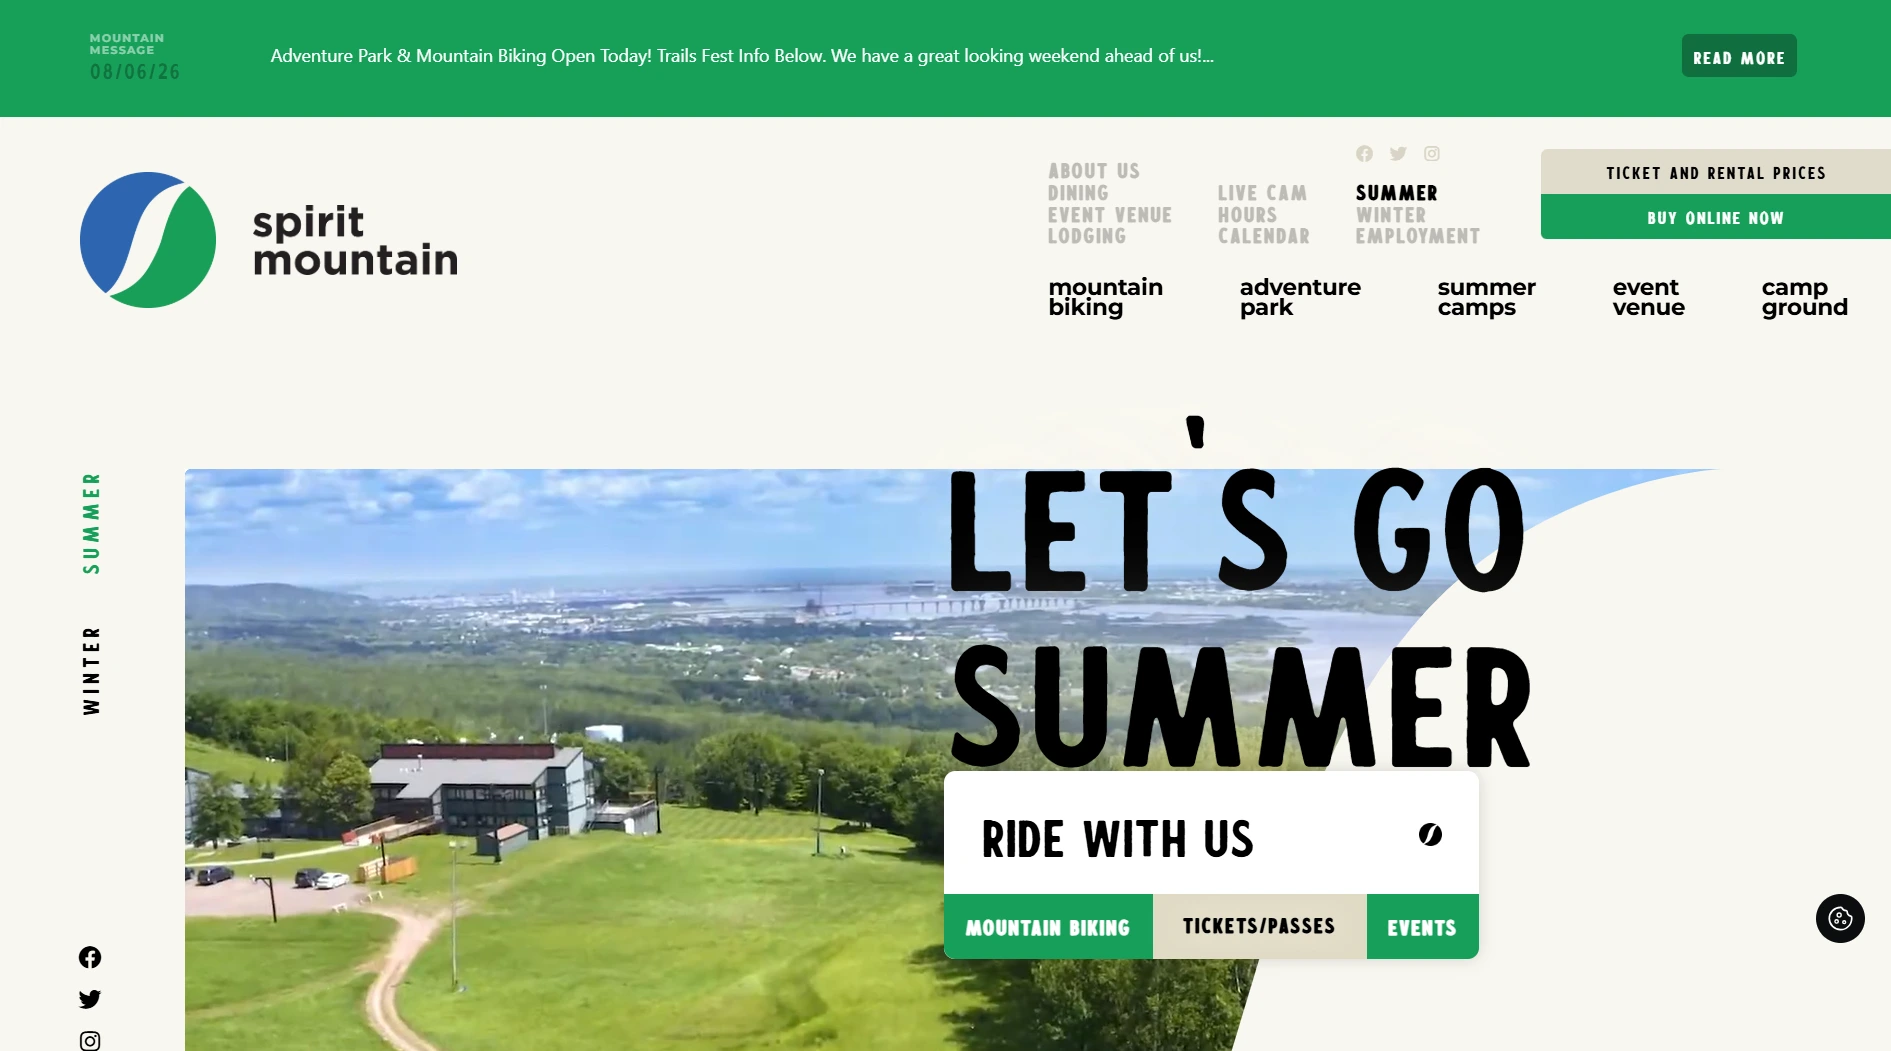 MOUNTAIN
MESSAGE
08/06/26
Adventure Park & Mountain Biking Open Today! Trails Fest Info Below. We have a great looking weekend ahead of us!...
READ MORE
spirit
mountain
ABOUT US
DINING
EVENT VENUE
LODGING
LIVE CAM
HOURS
CALENDAR
SUMMER
WINTER
EMPLOYMENT
TICKET AND RENTAL PRICES
BUY ONLINE NOW
mountain
biking
adventure
park
summer
camps
event
venue
camp
ground
SUMMER
WINTER
LET'S GO
SUMMER
RIDE WITH US
MOUNTAIN BIKING
TICKETS/PASSES
EVENTS